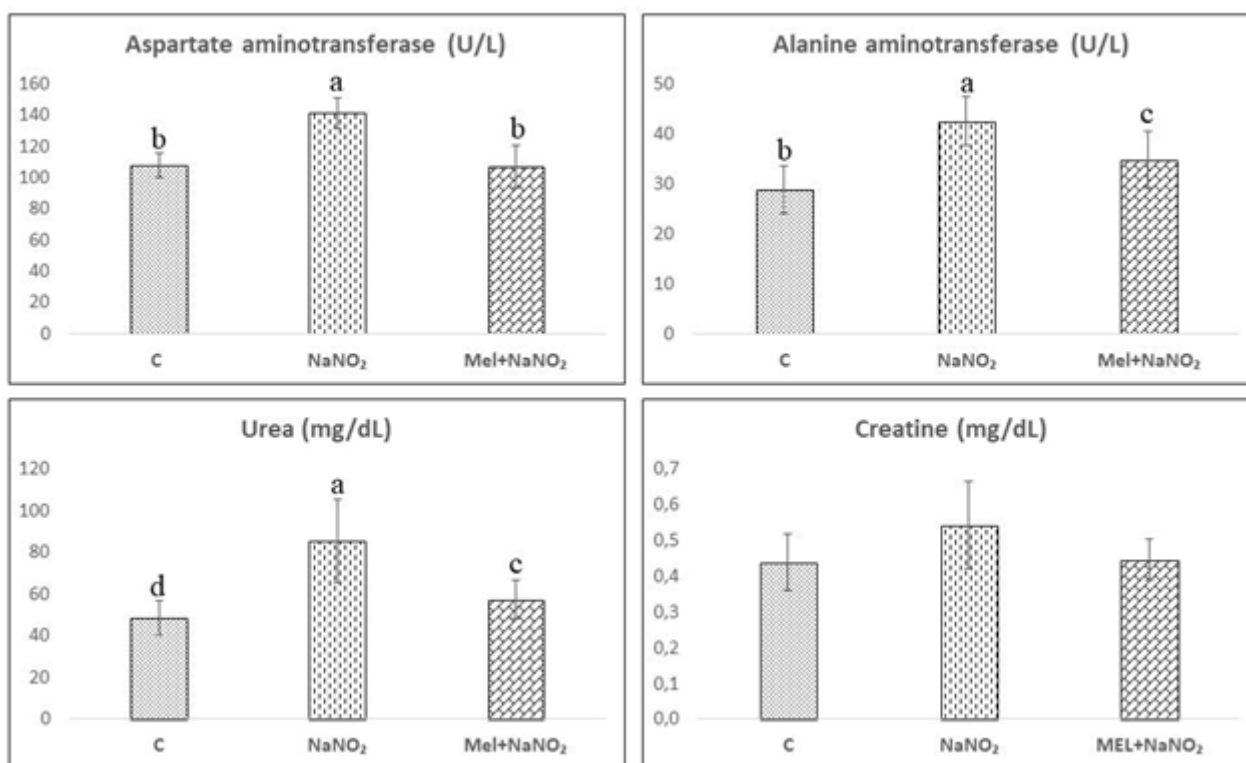 Aspartate aminotransferase (U/L)
160
140
120
100
80
60
40
20
0
b
a
b
C
NaNO₂
Mel+NaNO₂
Alanine aminotransferase (U/L)
50
40
30
20
10
0
b
a
c
C
NaNO₂
Mel+NaNO₂
Urea (mg/dL)
120
100
80
60
40
20
0
d
a
c
C
NaNO₂
Mel+NaNO₂
Creatine (mg/dL)
0,7
0,6
0,5
0,4
0,3
0,2
0,1
0,0
C
NaNO₂
MEL+NaNO₂